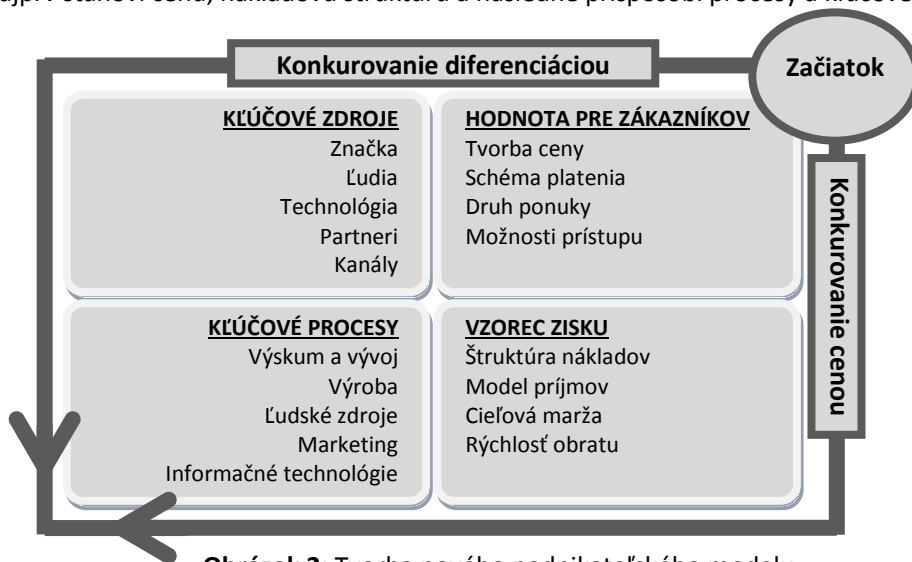 Konkurovanie diferenciáciou
Začiatok
KĽÚČOVÉ ZDROJE
Značka
Ľudia
Technológia
Partneri
Kanály
HODNOTA PRE ZÁKAZNÍKOV
Tvorba ceny
Schéma platenia
Druh ponuky
Možnosti prístupu
Konkurovanie cenou
KĽÚČOVÉ PROCESY
Výskum a vývoj
Výroba
Ľudské zdroje
Marketing
Informačné technológie
VZOREC ZISKU
Štruktúra nákladov
Model príjmov
Cieľová marža
Rýchlosť obratu